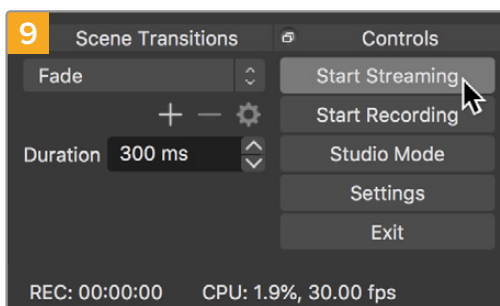 9
Scene Transitions
Controls
Fade
Start Streaming
Start Recording
Duration 300 ms
Studio Mode
Settings
Exit
REC: 00:00:00 CPU: 1.9%, 30.00 fps